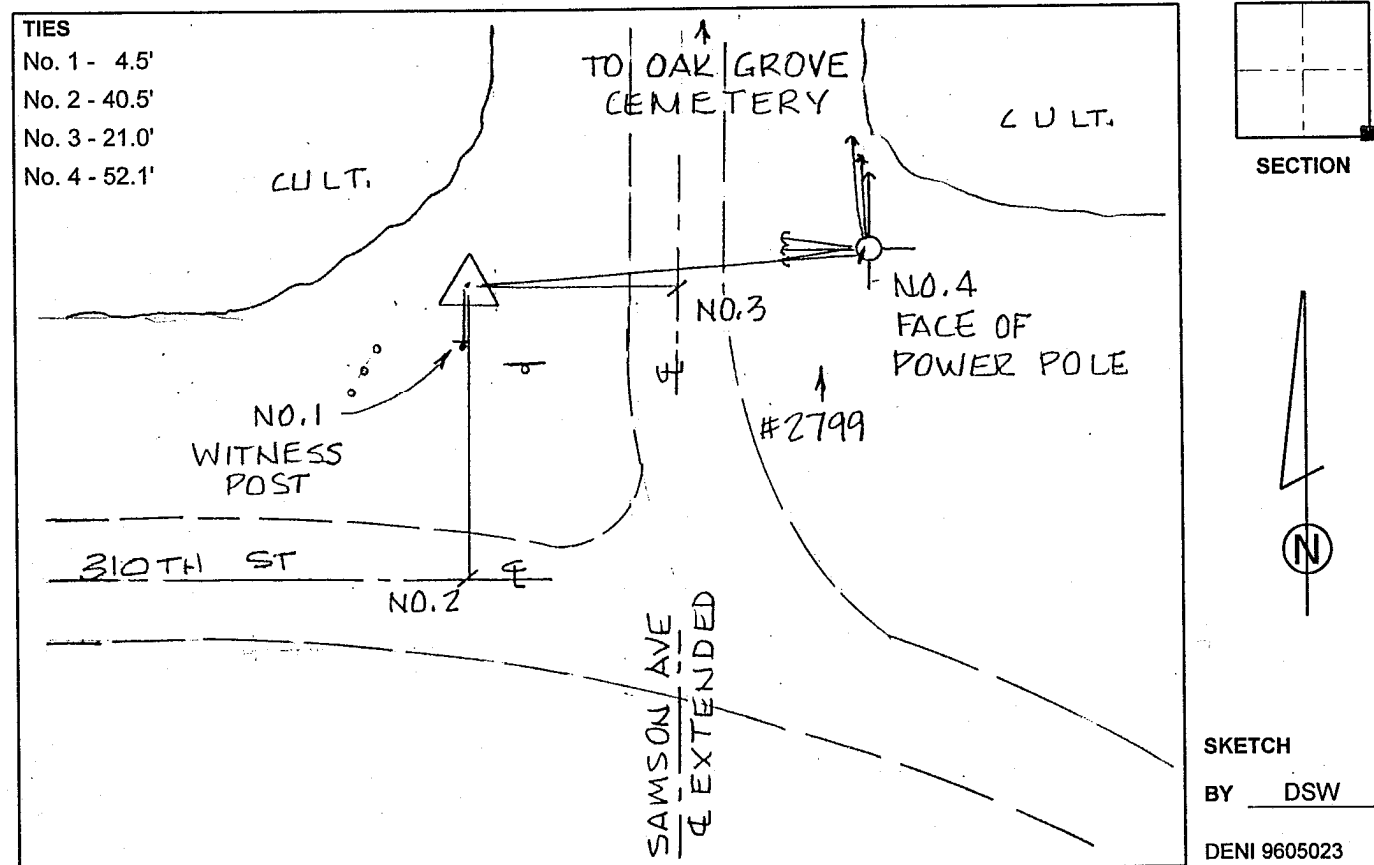 TIES
No. 1 - 4.5'
No. 2 - 40.5'
No. 3 - 21.0'
No. 4 - 52.1'
TO OAK GROVE
CEMETERY
CULT.
CULT.
SECTION
NO.3
NO.4
FACE OF
POWER POLE
℄
NO.1
WITNESS
POST
#2799
310TH ST
℄
NO.2
N
SAMSON AVE
℄ EXTENDED
SKETCH
BY DSW
DENI 9605023